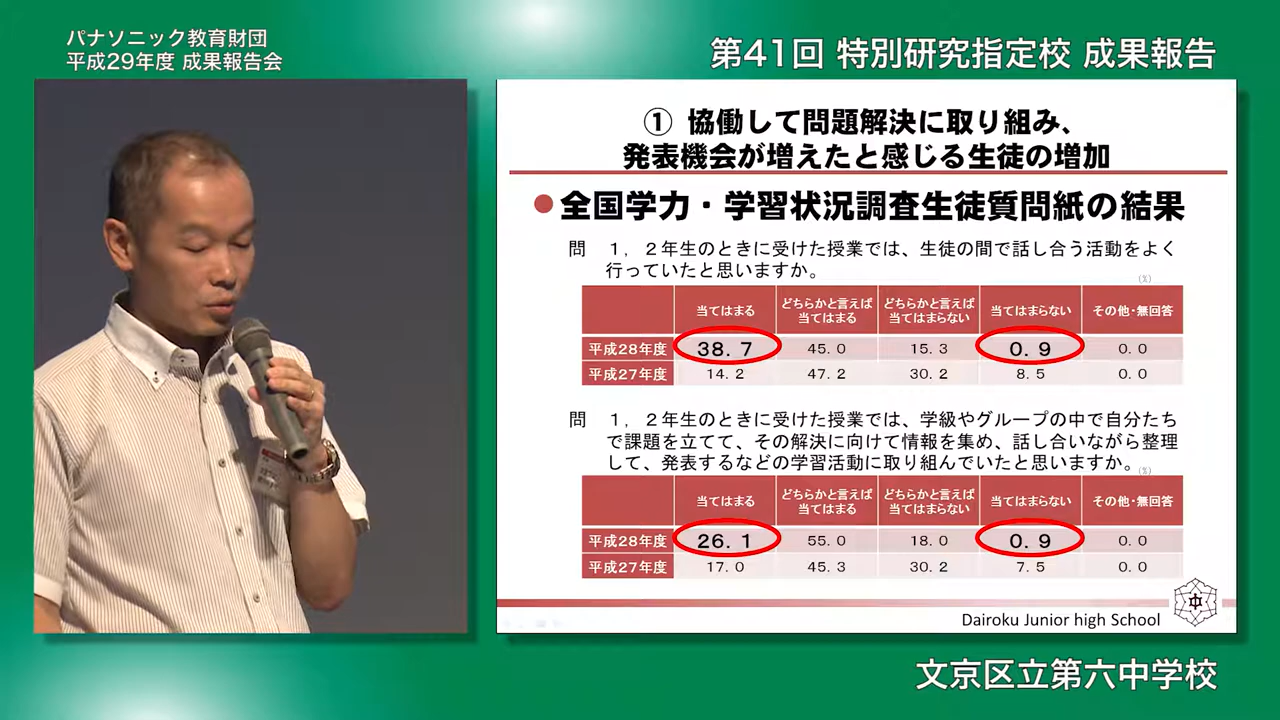 パナソニック教育財団
平成29年度 成果報告会
第41回 特別研究指定校 成果報告
① 協働して問題解決に取り組み、
発表機会が増えたと感じる生徒の増加
● 全国学力・学習状況調査生徒質問紙の結果
問 1，2年生のときに受けた授業では、生徒の間で話し合う活動をよく
行っていたと思いますか。
(%)
当てはまる どちらかと言えば当てはまる どちらかと言えば当てはまらない 当てはまらない その他・無回答
平成28年度 38.7 45.0 15.3 0.9 0.0
平成27年度 14.2 47.2 30.2 8.5 0.0
問 1，2年生のときに受けた授業では、学級やグループの中で自分たち
で課題を立てて、その解決に向けて情報を集め、話し合いながら整理
して、発表するなどの学習活動に取り組んでいたと思いますか。
(%)
当てはまる どちらかと言えば当てはまる どちらかと言えば当てはまらない 当てはまらない その他・無回答
平成28年度 26.1 55.0 18.0 0.9 0.0
平成27年度 17.0 45.3 30.2 7.5 0.0
中
Dairoku Junior high School
文京区立第六中学校